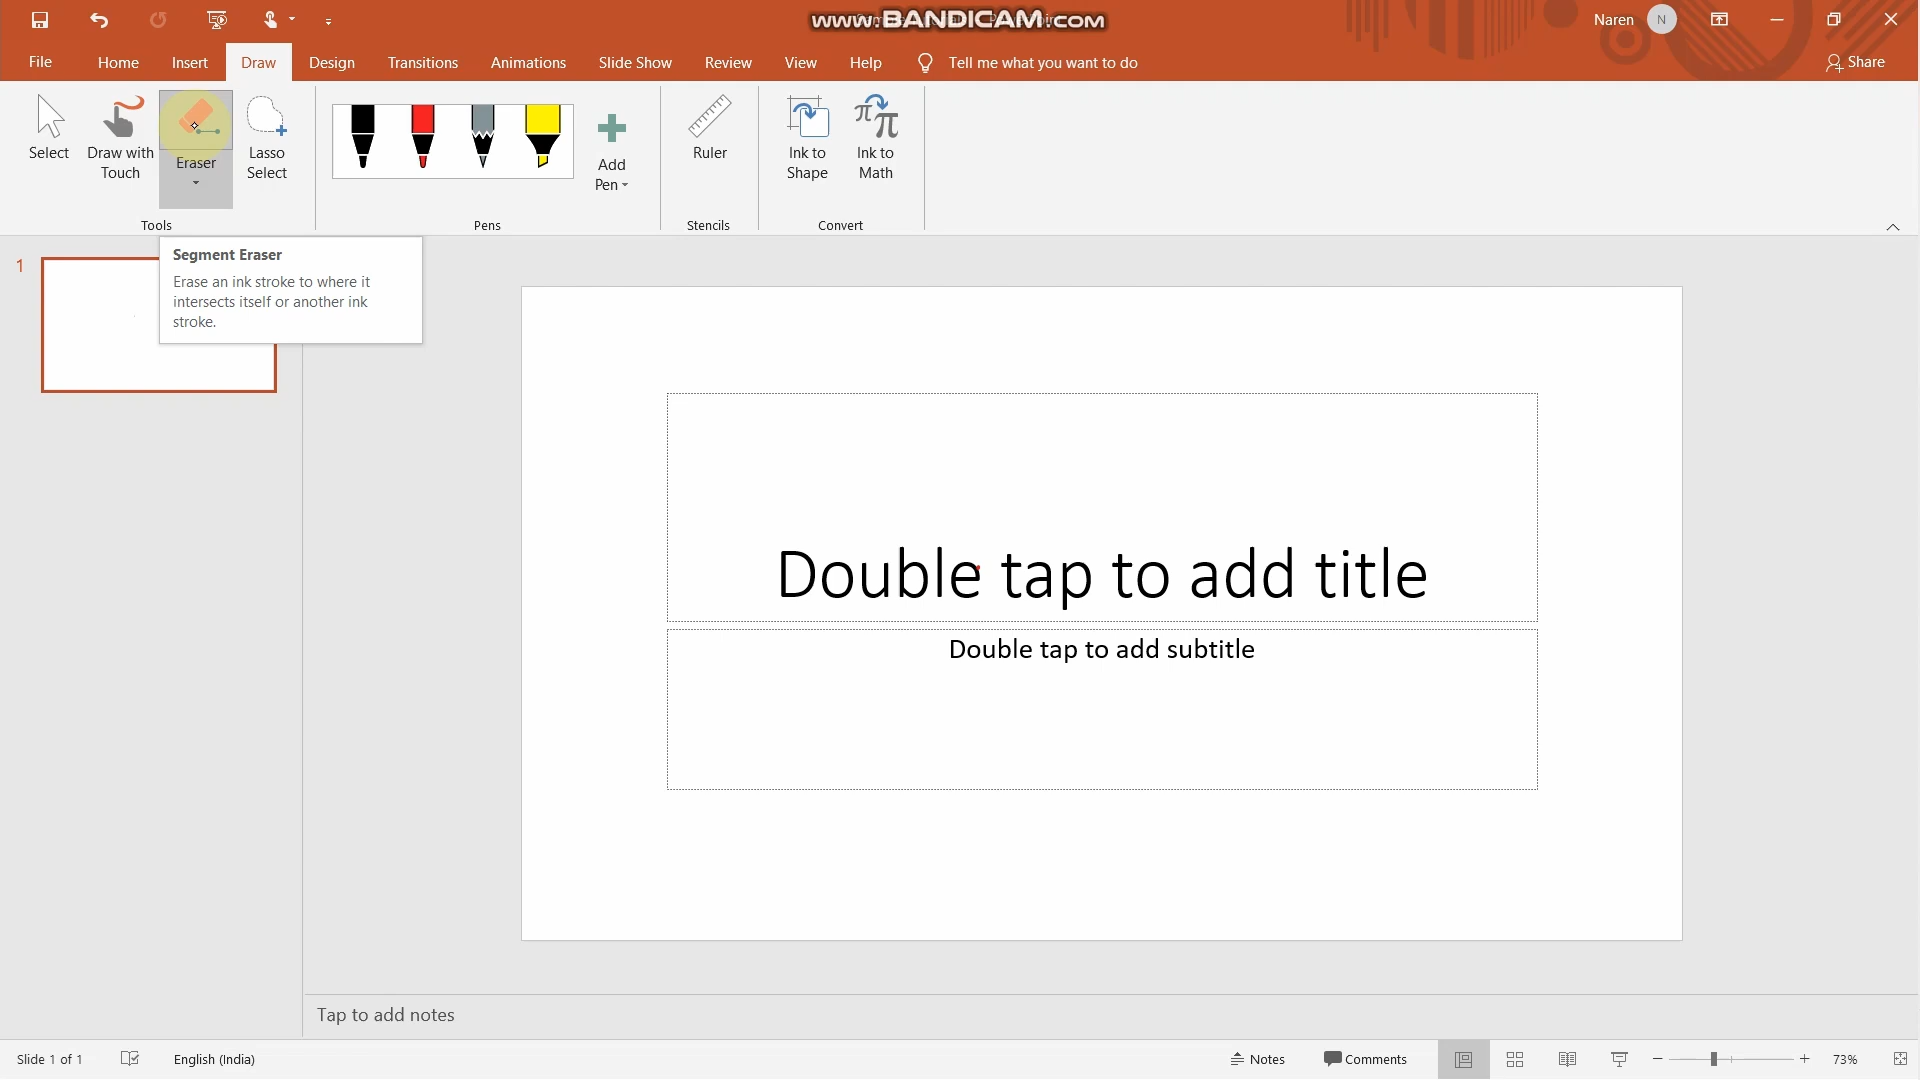 www.BANDICAM.com
Naren
N
File
Home
Insert
Draw
Design
Transitions
Animations
Slide Show
Review
View
Help
Tell me what you want to do
Share
Select
Draw with
Touch
Eraser
Lasso
Select
Add
Pen
Ruler
Ink to
Shape
Ink to
Math
Tools
Pens
Stencils
Convert
1
Segment Eraser
Erase an ink stroke to where it
intersects itself or another ink
stroke.
Double tap to add title
Double tap to add subtitle
Tap to add notes
Slide 1 of 1
English (India)
Notes
Comments
73%